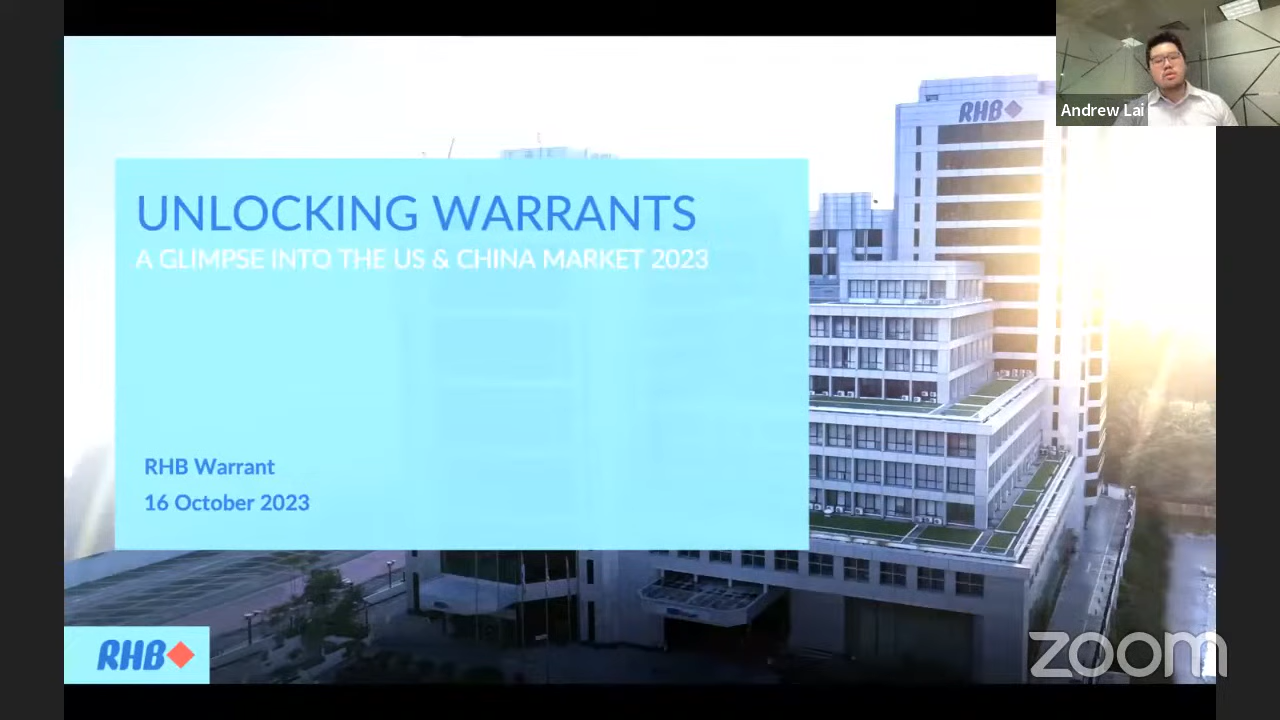 UNLOCKING WARRANTS
A GLIMPSE INTO THE US & CHINA MARKET 2023
RHB Warrant
16 October 2023
RHB
RHB
Andrew Lai
zoom